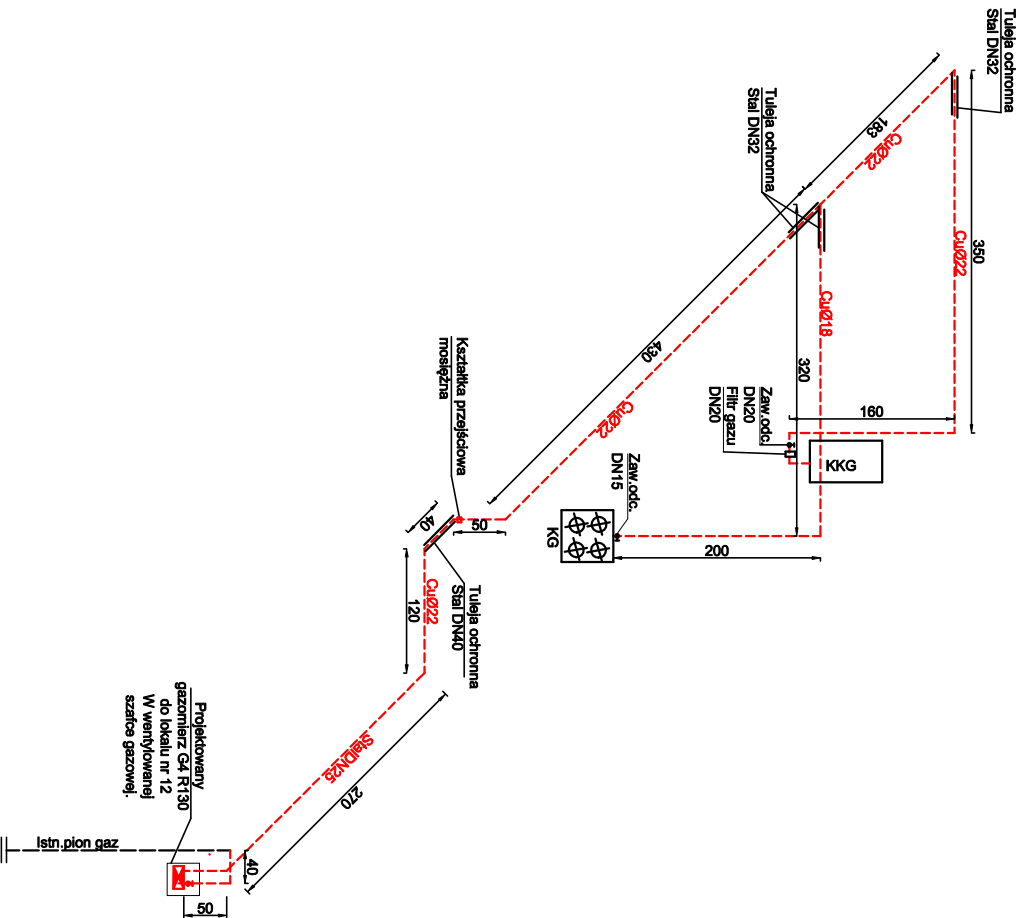 Tuleja ochronna
Stal DN32
183
CuØ22
350
CuØ22
Tuleja ochronna
Stal DN32
CuØ18
320
430
CuØ22
160
Zaw.odc.
DN20
Filtr gazu
DN20
KKG
Zaw.odc.
DN15
KG
200
Kształtka przejściowa
mosiężna
50
40
Tuleja ochronna
Stal DN40
CuØ22
120
StalDN25
270
Projektowany
gazomierz G4 R130
do lokalu nr 12
W wentylowanej
szafce gazowej.
Istn.pion gaz
40
50